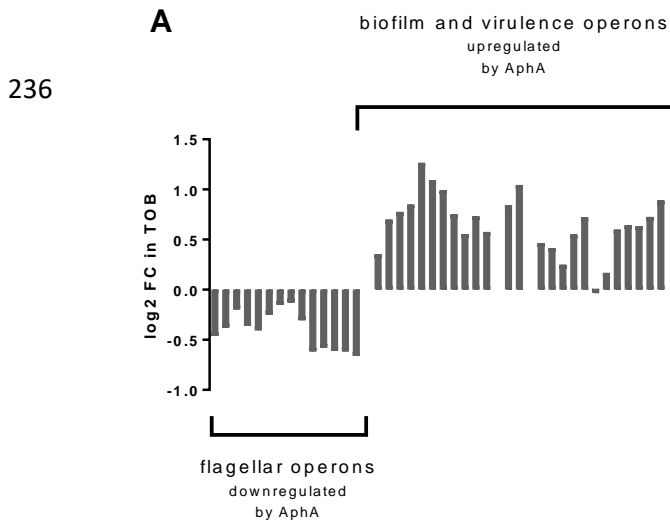 A
biofilm and virulence operons
upregulated
by AphA
236
1.5
1.0
0.5
0.0
-0.5
-1.0
log2 FC in TOB
flagellar operons
downregulated
by AphA